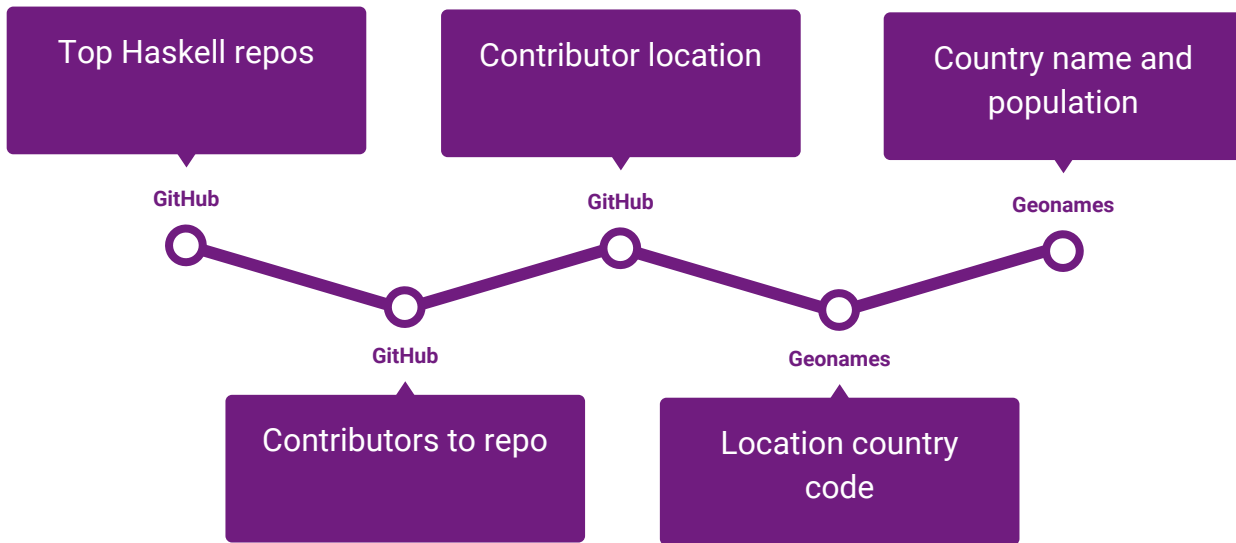 Top Haskell repos
GitHub
Contributors to repo
GitHub
Contributor location
GitHub
Location country
code
Geonames
Country name and
population
Geonames